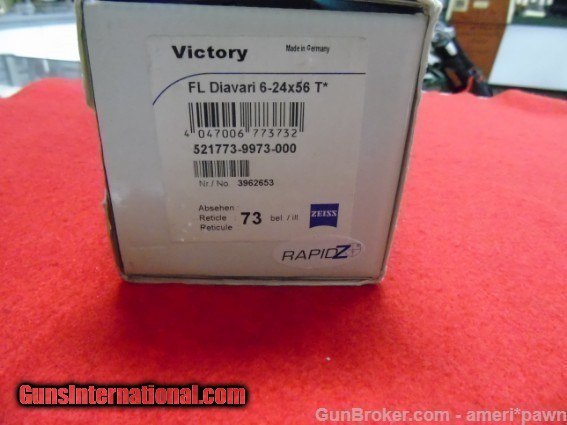 Victory
Made in Germany
FL Diavari 6-24x56 T*
4 047006 773732
521773-9973-000
Nr./ No. 3962653
Absehen
Reticle : 73 bel. / ill
Reticule
ZEISS
RAPIDZ
GunsInternational.com
GunBroker.com - ameri*pawn